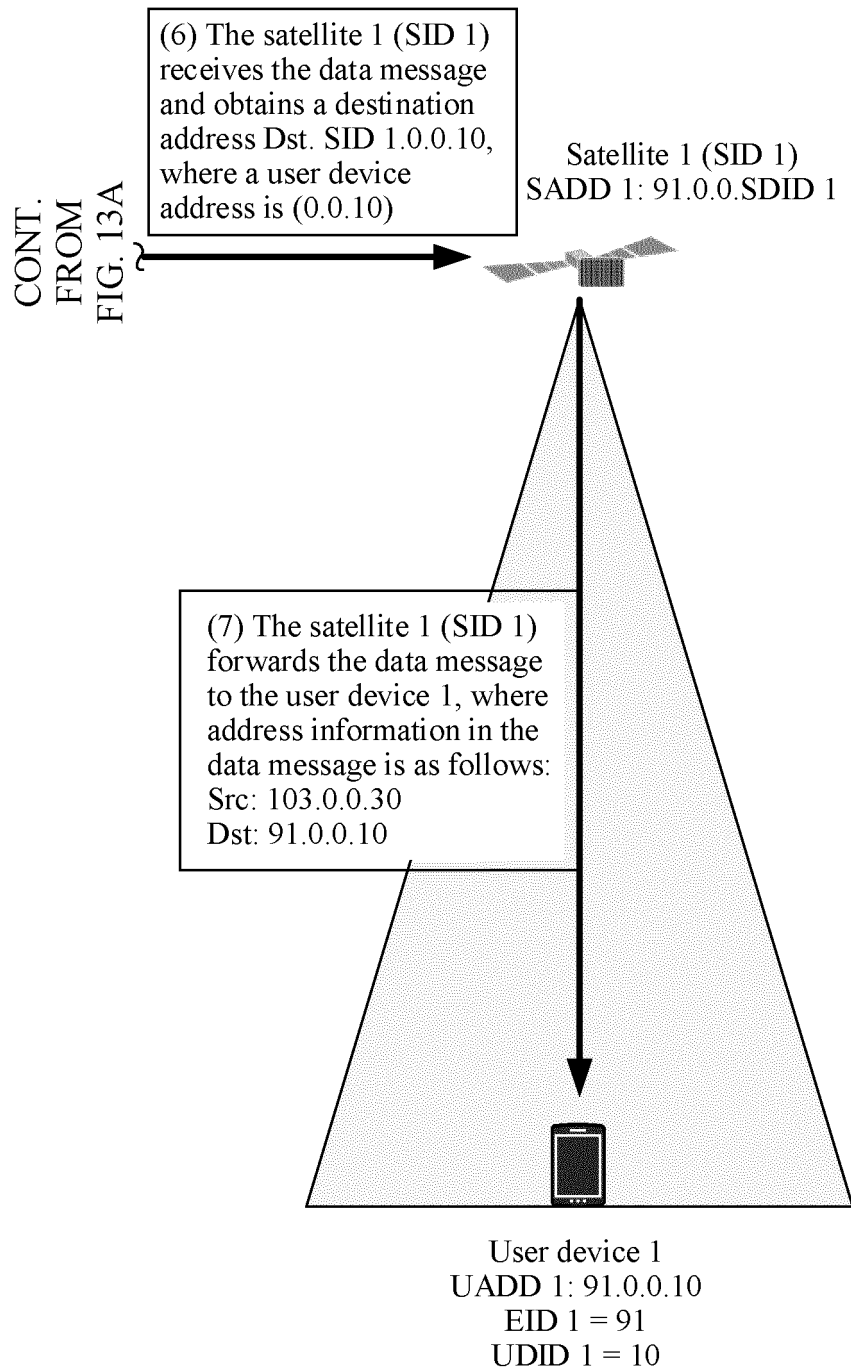 (6) The satellite 1 (SID 1)
receives the data message
and obtains a destination
address Dst. SID 1.0.0.10,
where a user device
address is (0.0.10)
Satellite 1 (SID 1)
SADD 1: 91.0.0.SDID 1
CONT.
FROM
FIG. 13A
(7) The satellite 1 (SID 1)
forwards the data message
to the user device 1, where
address information in the
data message is as follows:
Src: 103.0.0.30
Dst: 91.0.0.10
User device 1
UADD 1: 91.0.0.10
EID 1 = 91
UDID 1 = 10